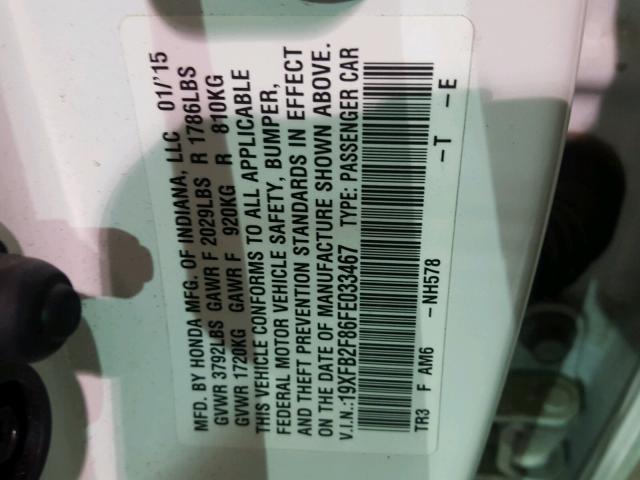 MFD. BY HONDA MFG. OF INDIANA, LLC 01/'15
GVWR 3792LBS GAWR F 2029LBS R 1786LBS
GVWR 1720KG GAWR F 920KG R 810KG
THIS VEHICLE CONFORMS TO ALL APPLICABLE
FEDERAL MOTOR VEHICLE SAFETY, BUMPER,
AND THEFT PREVENTION STANDARDS IN EFFECT
ON THE DATE OF MANUFACTURE SHOWN ABOVE.
V.I.N.:19XFB2F86FE033467 TYPE: PASSENGER CAR
TR3 F AM6 -NH578 -T -E